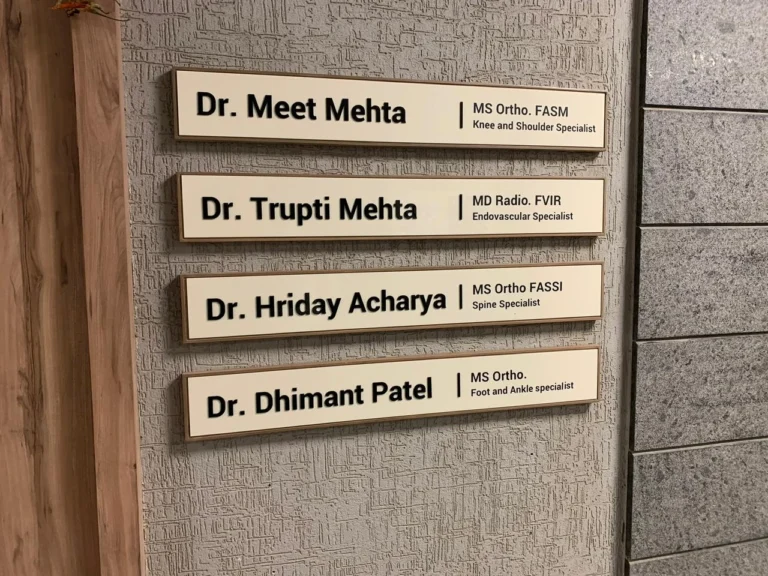 Dr. Meet Mehta | MS Ortho. FASM
Knee and Shoulder Specialist
Dr. Trupti Mehta | MD Radio. FVIR
Endovascular Specialist
Dr. Hriday Acharya | MS Ortho FASSI
Spine Specialist
Dr. Dhimant Patel | MS Ortho.
Foot and Ankle specialist